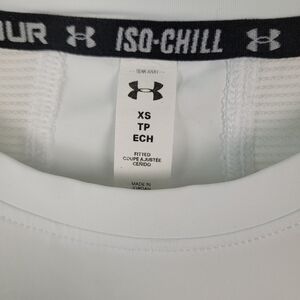 UR ISO-CHILL
XS
TP
ECH
FITTED
COUPE AJUSTÉE
CEÑIDO
MADE IN